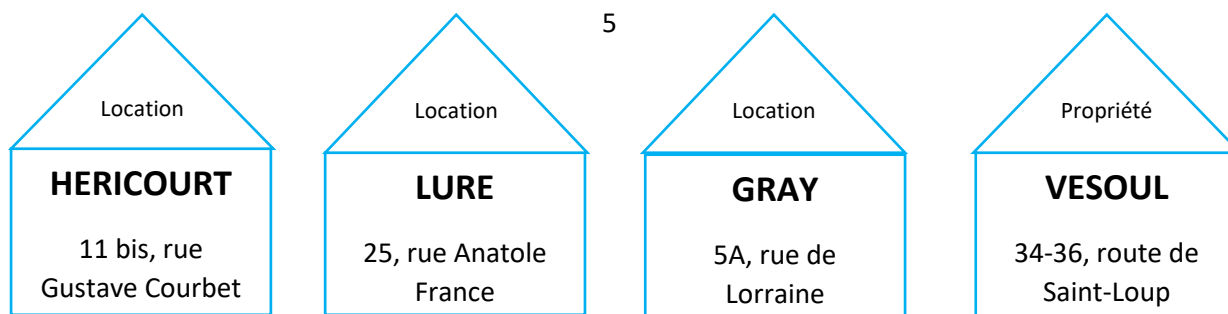 5
Location
HERICOURT
11 bis, rue
Gustave Courbet
Location
LURE
25, rue Anatole
France
Location
GRAY
5A, rue de
Lorraine
Propriété
VESOUL
34-36, route de
Saint-Loup